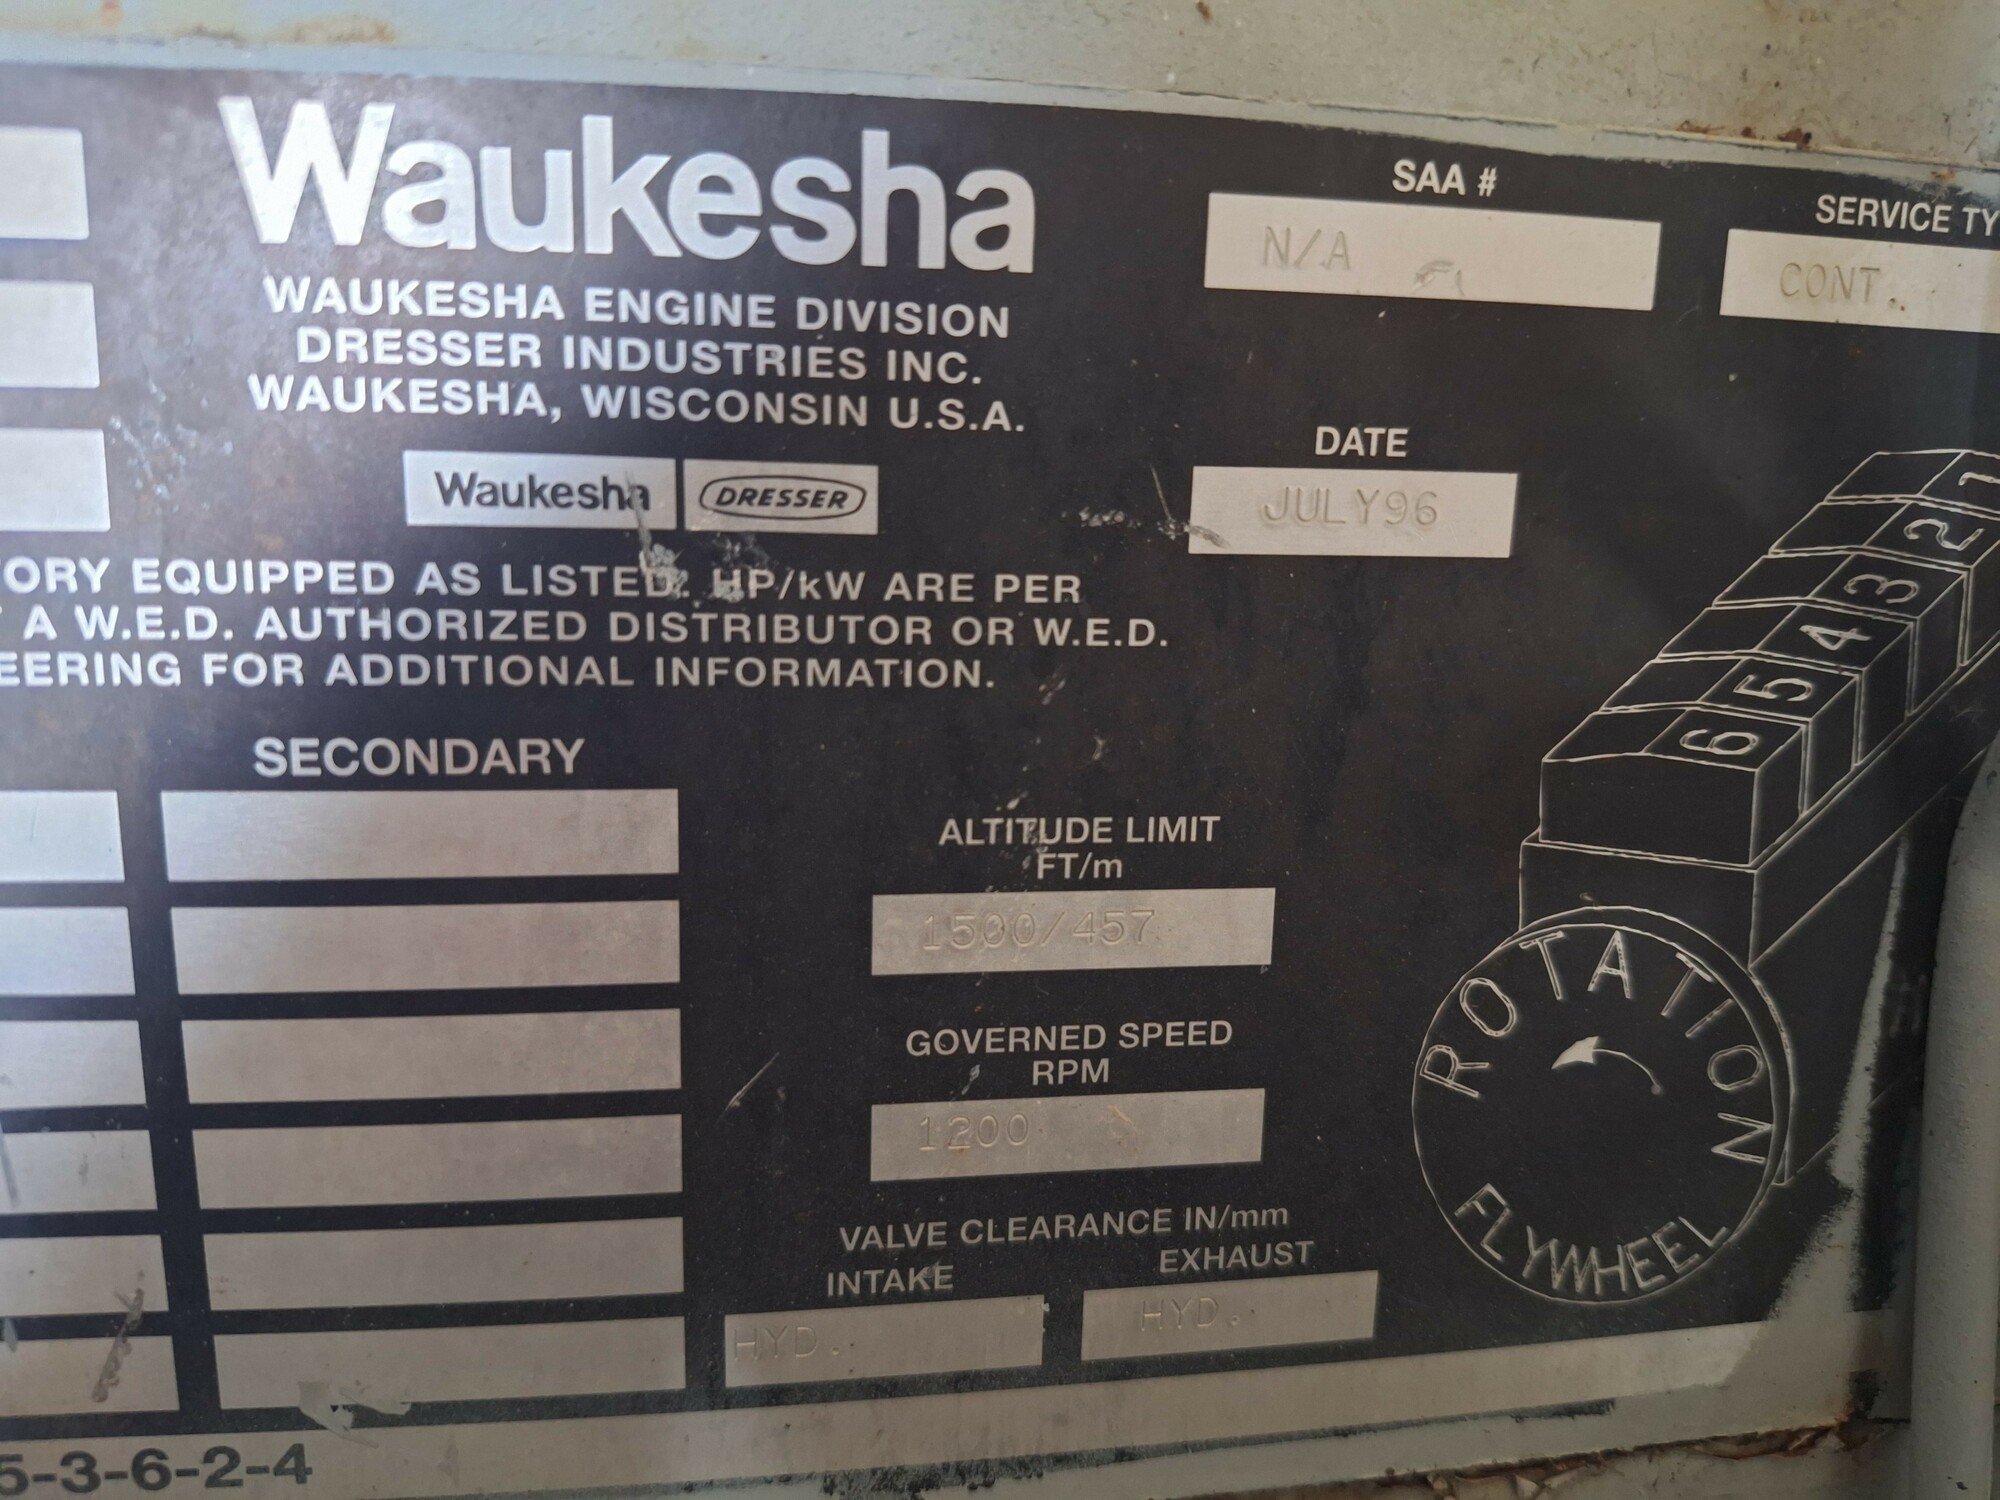 Waukesha
WAUKESHA ENGINE DIVISION
DRESSER INDUSTRIES INC.
WAUKESHA, WISCONSIN U.S.A.
Waukesha DRESSER
SAA #
N/A
SERVICE TY
CONT.
DATE
JULY96
ORY EQUIPPED AS LISTED. HP/kW ARE PER
A W.E.D. AUTHORIZED DISTRIBUTOR OR W.E.D.
EERING FOR ADDITIONAL INFORMATION.
SECONDARY
ALTITUDE LIMIT
FT/m
1500/457
GOVERNED SPEED
RPM
1200
VALVE CLEARANCE IN/mm
INTAKE EXHAUST
HYD. HYD.
1
2
3
4
5
6
ROTATION
FLYWHEEL
5-3-6-2-4